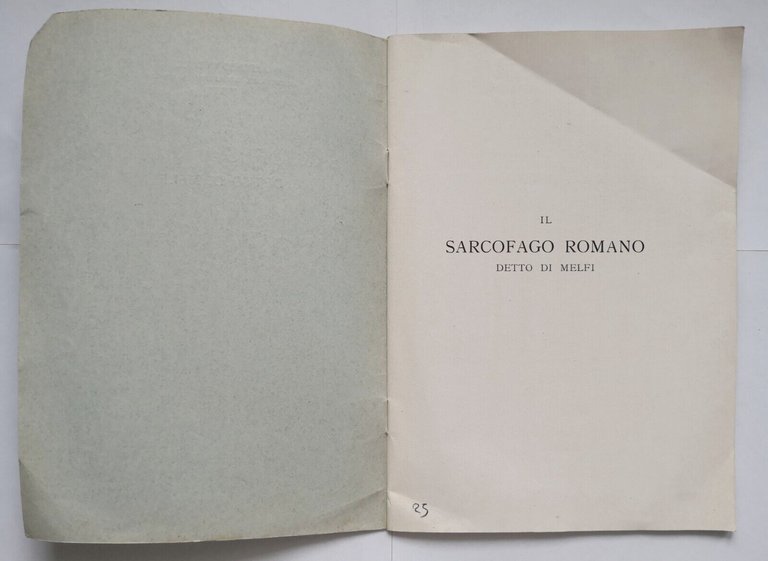 IL
SARCOFAGO ROMANO
DETTO DI MELFI
25